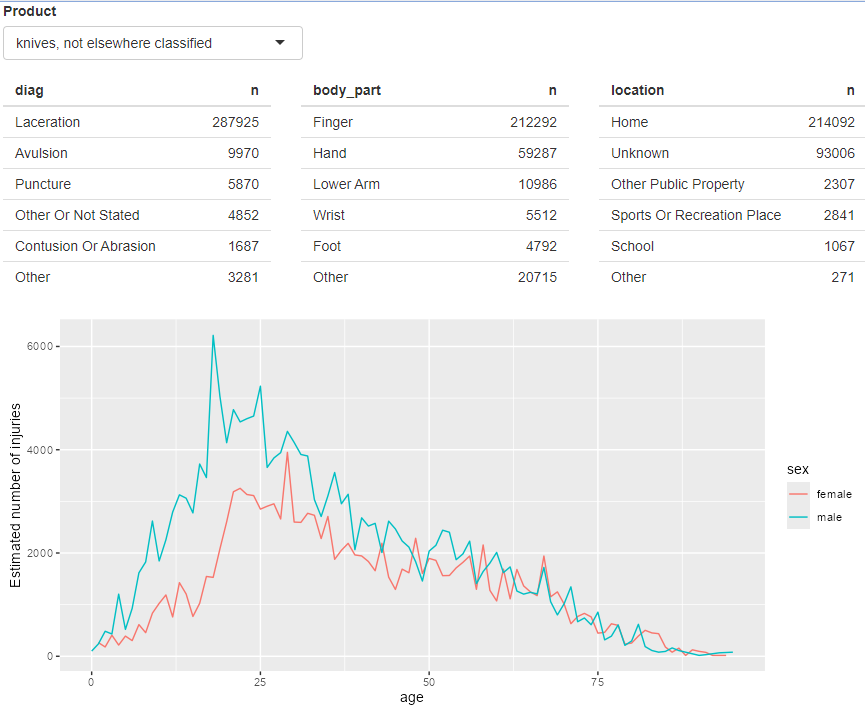 Product
knives, not elsewhere classified
diag n body_part n location n
Laceration 287925 Finger 212292 Home 214092
Avulsion 9970 Hand 59287 Unknown 93006
Puncture 5870 Lower Arm 10986 Other Public Property 2307
Other Or Not Stated 4852 Wrist 5512 Sports Or Recreation Place 2841
Contusion Or Abrasion 1687 Foot 4792 School 1067
Other 3281 Other 20715 Other 271
6000
4000
2000
0
Estimated number of injuries
0 25 50 75
age
sex
female
male